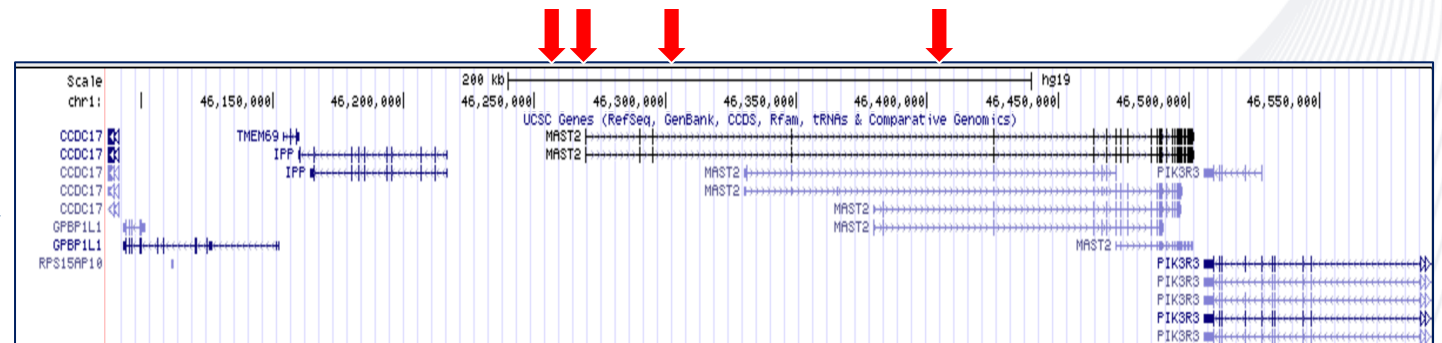 Scale 200 kb hg19
chr1: 46,150,000 46,200,000 46,250,000 46,300,000 46,350,000 46,400,000 46,450,000 46,500,000 46,550,000
UCSC Genes (RefSeq, GenBank, CCDS, Rfam, tRNAs & Comparative Genomics)
CCDC17 TMEM69 MAST2
CCDC17 IPP MAST2
CCDC17 IPP MAST2 PIK3R3
CCDC17 MAST2
CCDC17 MAST2
GPBP1L1 MAST2
GPBP1L1 MAST2
RPS15AP10 PIK3R3
PIK3R3
PIK3R3
PIK3R3
PIK3R3